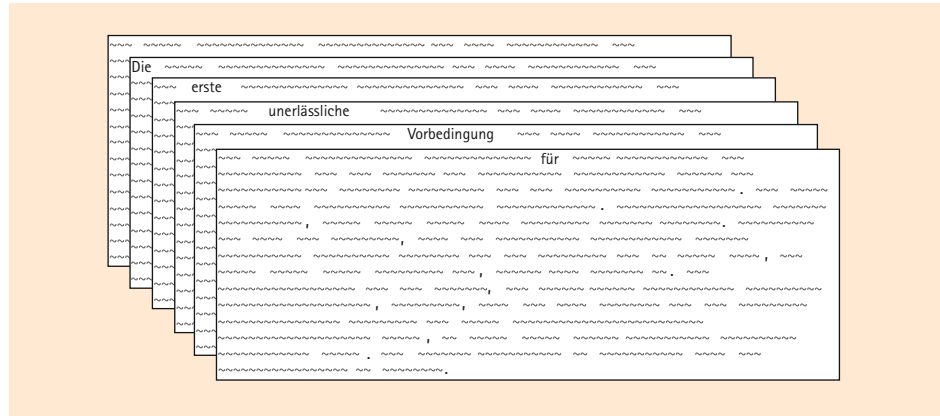 Die
erste
unerlässliche
Vorbedingung
für